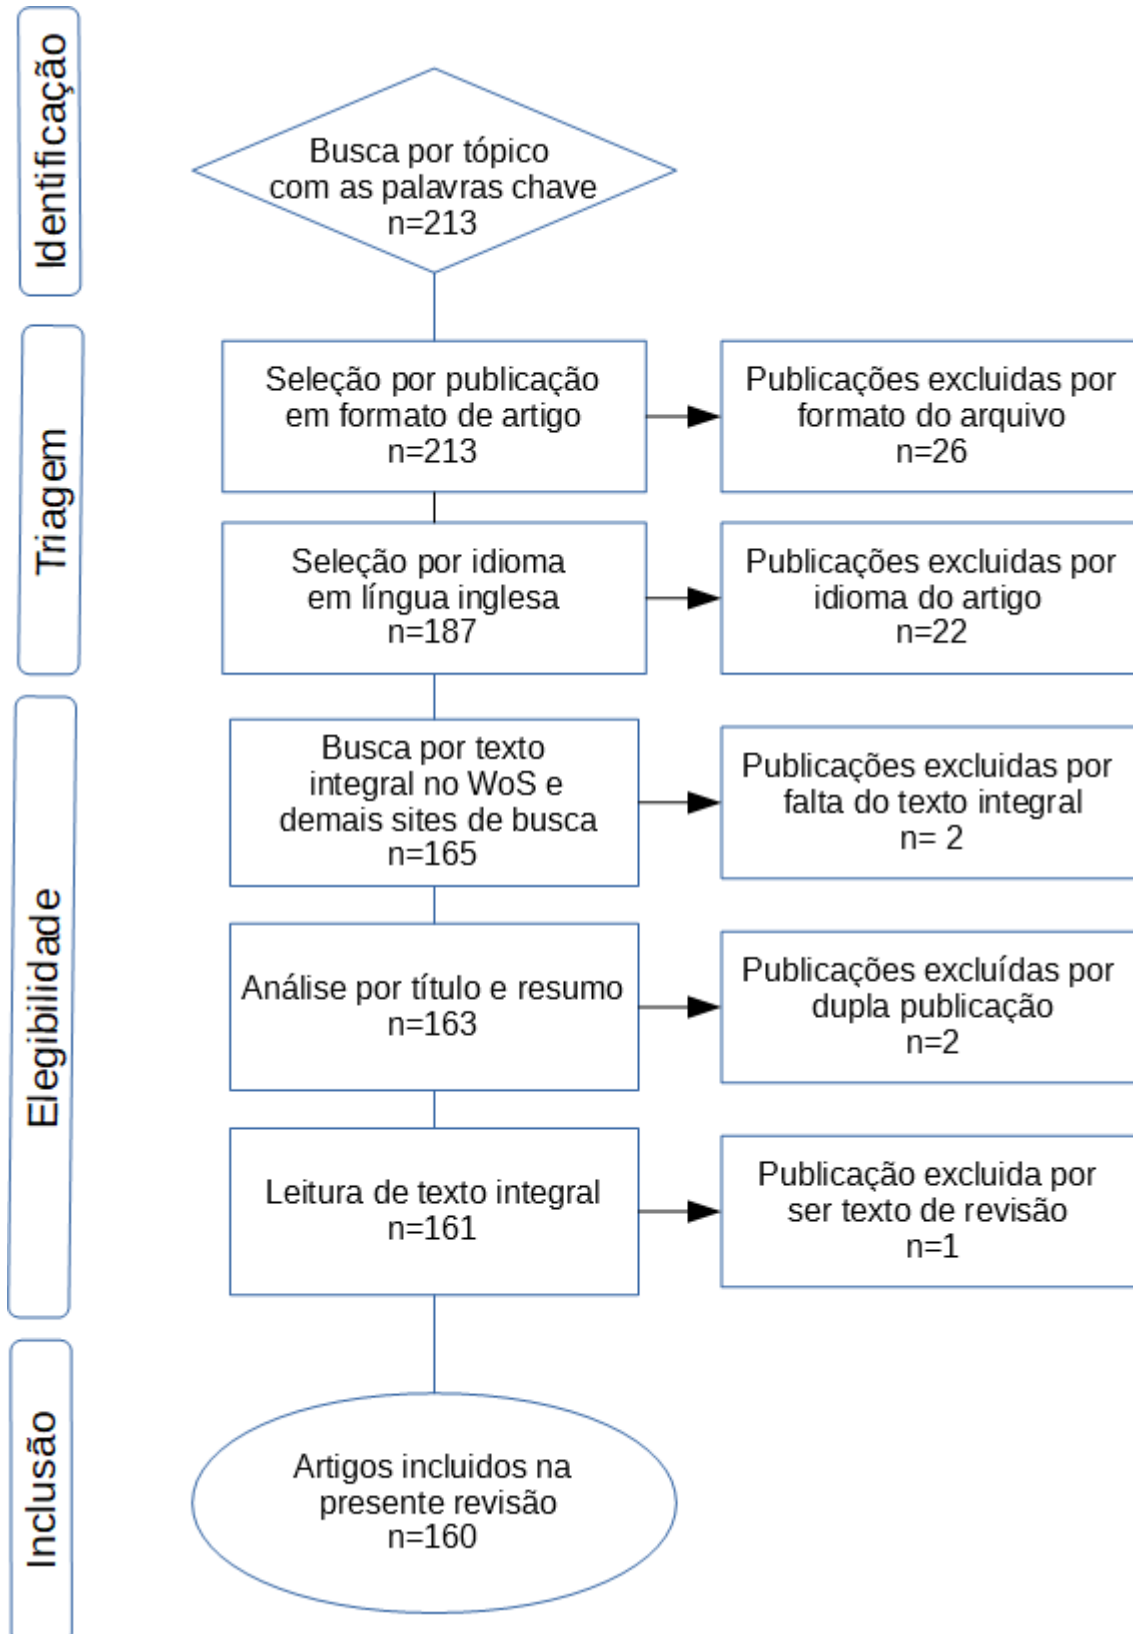 Identificação
Busca por tópico
com as palavras chave
n=213
Triagem
Seleção por publicação
em formato de artigo
n=213
Publicações excluidas por
formato do arquivo
n=26
Seleção por idioma
em língua inglesa
n=187
Publicações excluidas por
idioma do artigo
n=22
Elegibilidade
Busca por texto
integral no WoS e
demais sites de busca
n=165
Publicações excluidas por
falta do texto integral
n= 2
Análise por título e resumo
n=163
Publicações excluídas por
dupla publicação
n=2
Leitura de texto integral
n=161
Publicação excluida por
ser texto de revisão
n=1
Inclusão
Artigos incluidos na
presente revisão
n=160